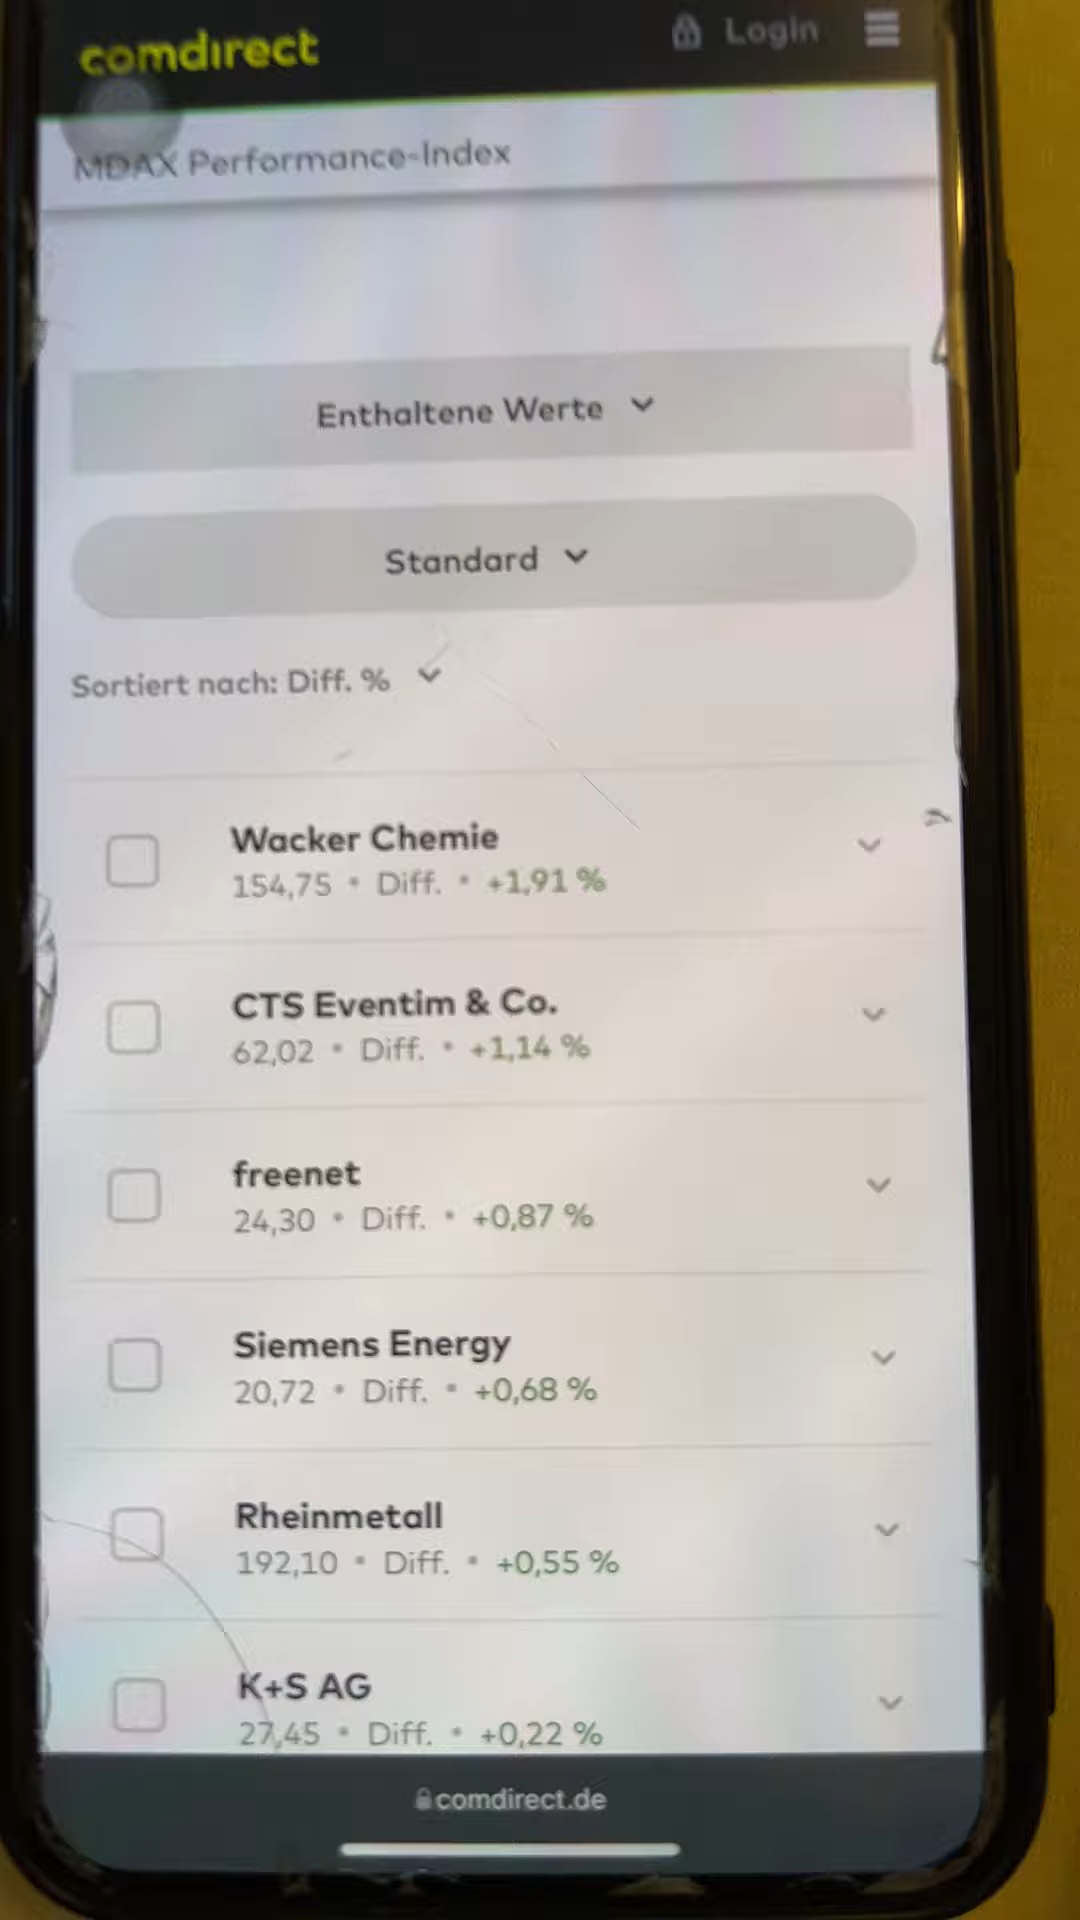 comdirect
Login
MDAX Performance-Index
Enthaltene Werte
Standard
Sortiert nach: Diff. %
Wacker Chemie
154,75 • Diff. • +1,91 %
CTS Eventim & Co.
62,02 • Diff. • +1,14 %
freenet
24,30 • Diff. • +0,87 %
Siemens Energy
20,72 • Diff. • +0,68 %
Rheinmetall
192,10 • Diff. • +0,55 %
K+S AG
27,45 • Diff. • +0,22 %
comdirect.de